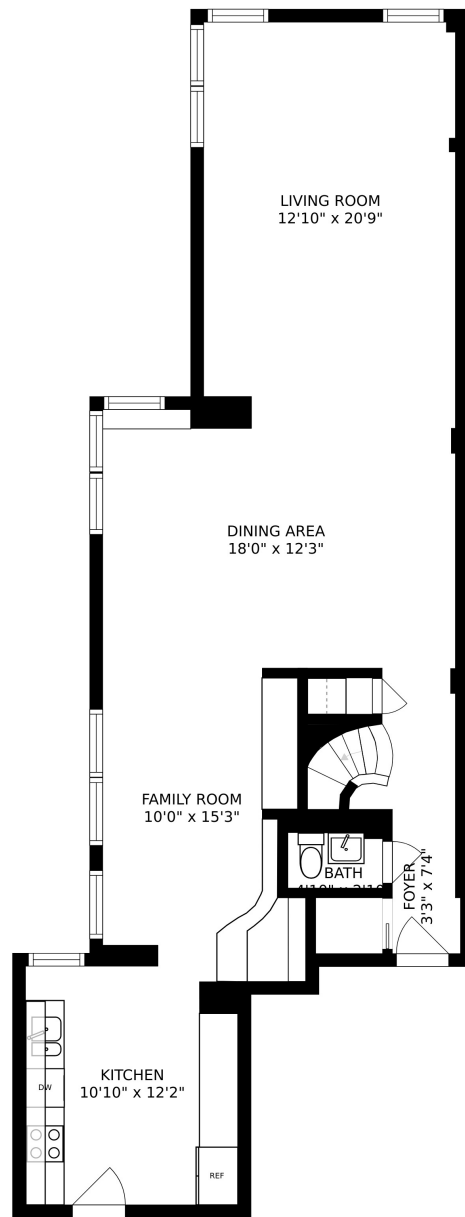 LIVING ROOM
12'10" x 20'9"
DINING AREA
18'0" x 12'3"
FAMILY ROOM
10'0" x 15'3"
BATH
FOYER
3'3" x 7'4"
KITCHEN
10'10" x 12'2"
DW
REF